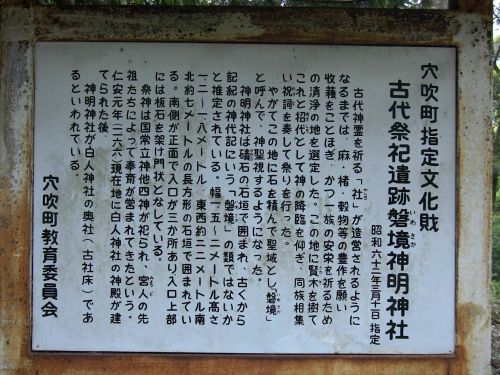 穴吹町指定文化財
古代祭祀遺跡磐境神明神社
いわさか
昭和六十三年三月十一日指定
古代神霊を祈る「社」が造営されるように
なるまでは、麻・楮・穀物等の豊作を願い
収穫をことほぎ、かつ一族の安栄を祈るため
の清浄の地を選定した。この地に賢木を樹て
これと招代として神の降臨を仰ぎ、同族相集
い祝詞を奏して祭りを行った。
やがてこの地に石を積んで聖域とし「磐境」
と呼んで、神聖視するようになった。
神明神社は磧石の石垣で囲まれ、古くから
記紀の神代記にいう「磐境」の類ではないか
と推定されている。幅一・五〜二メートル高さ
一・二〜一・八メートル、東西約二二メートル南
北約七メートルの長方形の石垣で囲まれてい
る。南側が正面で入口が三か所あり入口上部
には板石を架け門状となしている。
祭神は国常立神他四神が祀られ、宮人の先
祖たちによって奉斎が営まれてきたという。
仁安元年(一一六六)現在地に白人神社の神殿が建
てられた後、
神明神社が白人神社の奥社(古社床)であ
るといわれている。
穴吹町教育委員会